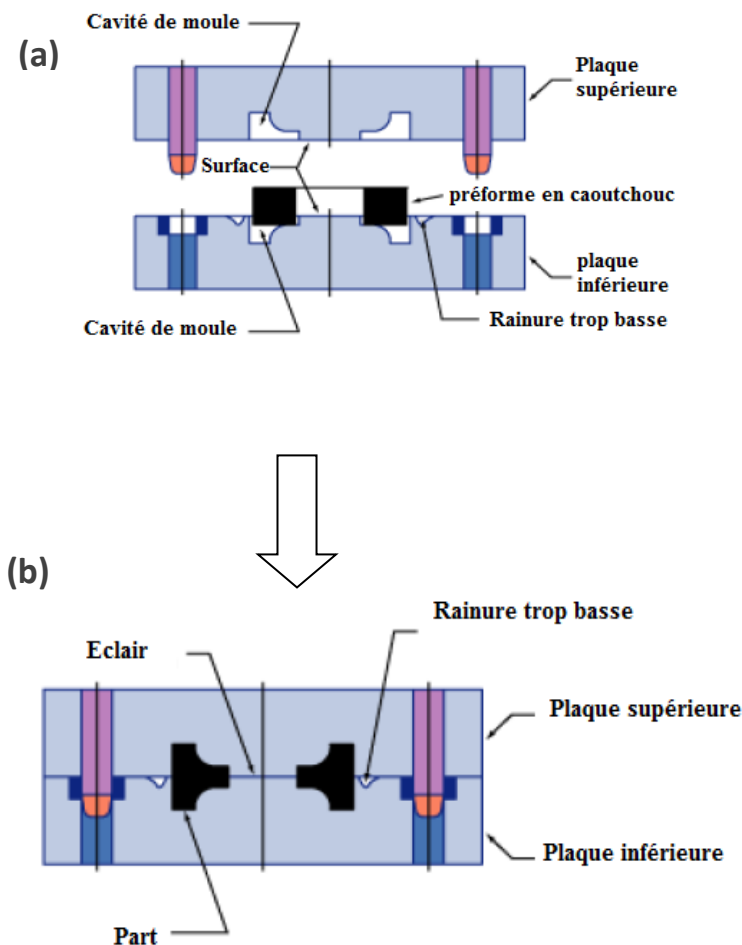 Cavité de moule
(a)
Plaque
supérieure
Surface
préforme en caoutchouc
plaque
inférieure
Cavité de moule
Rainure trop basse
(b)
Rainure trop basse
Eclair
Plaque supérieure
Plaque inférieure
Part